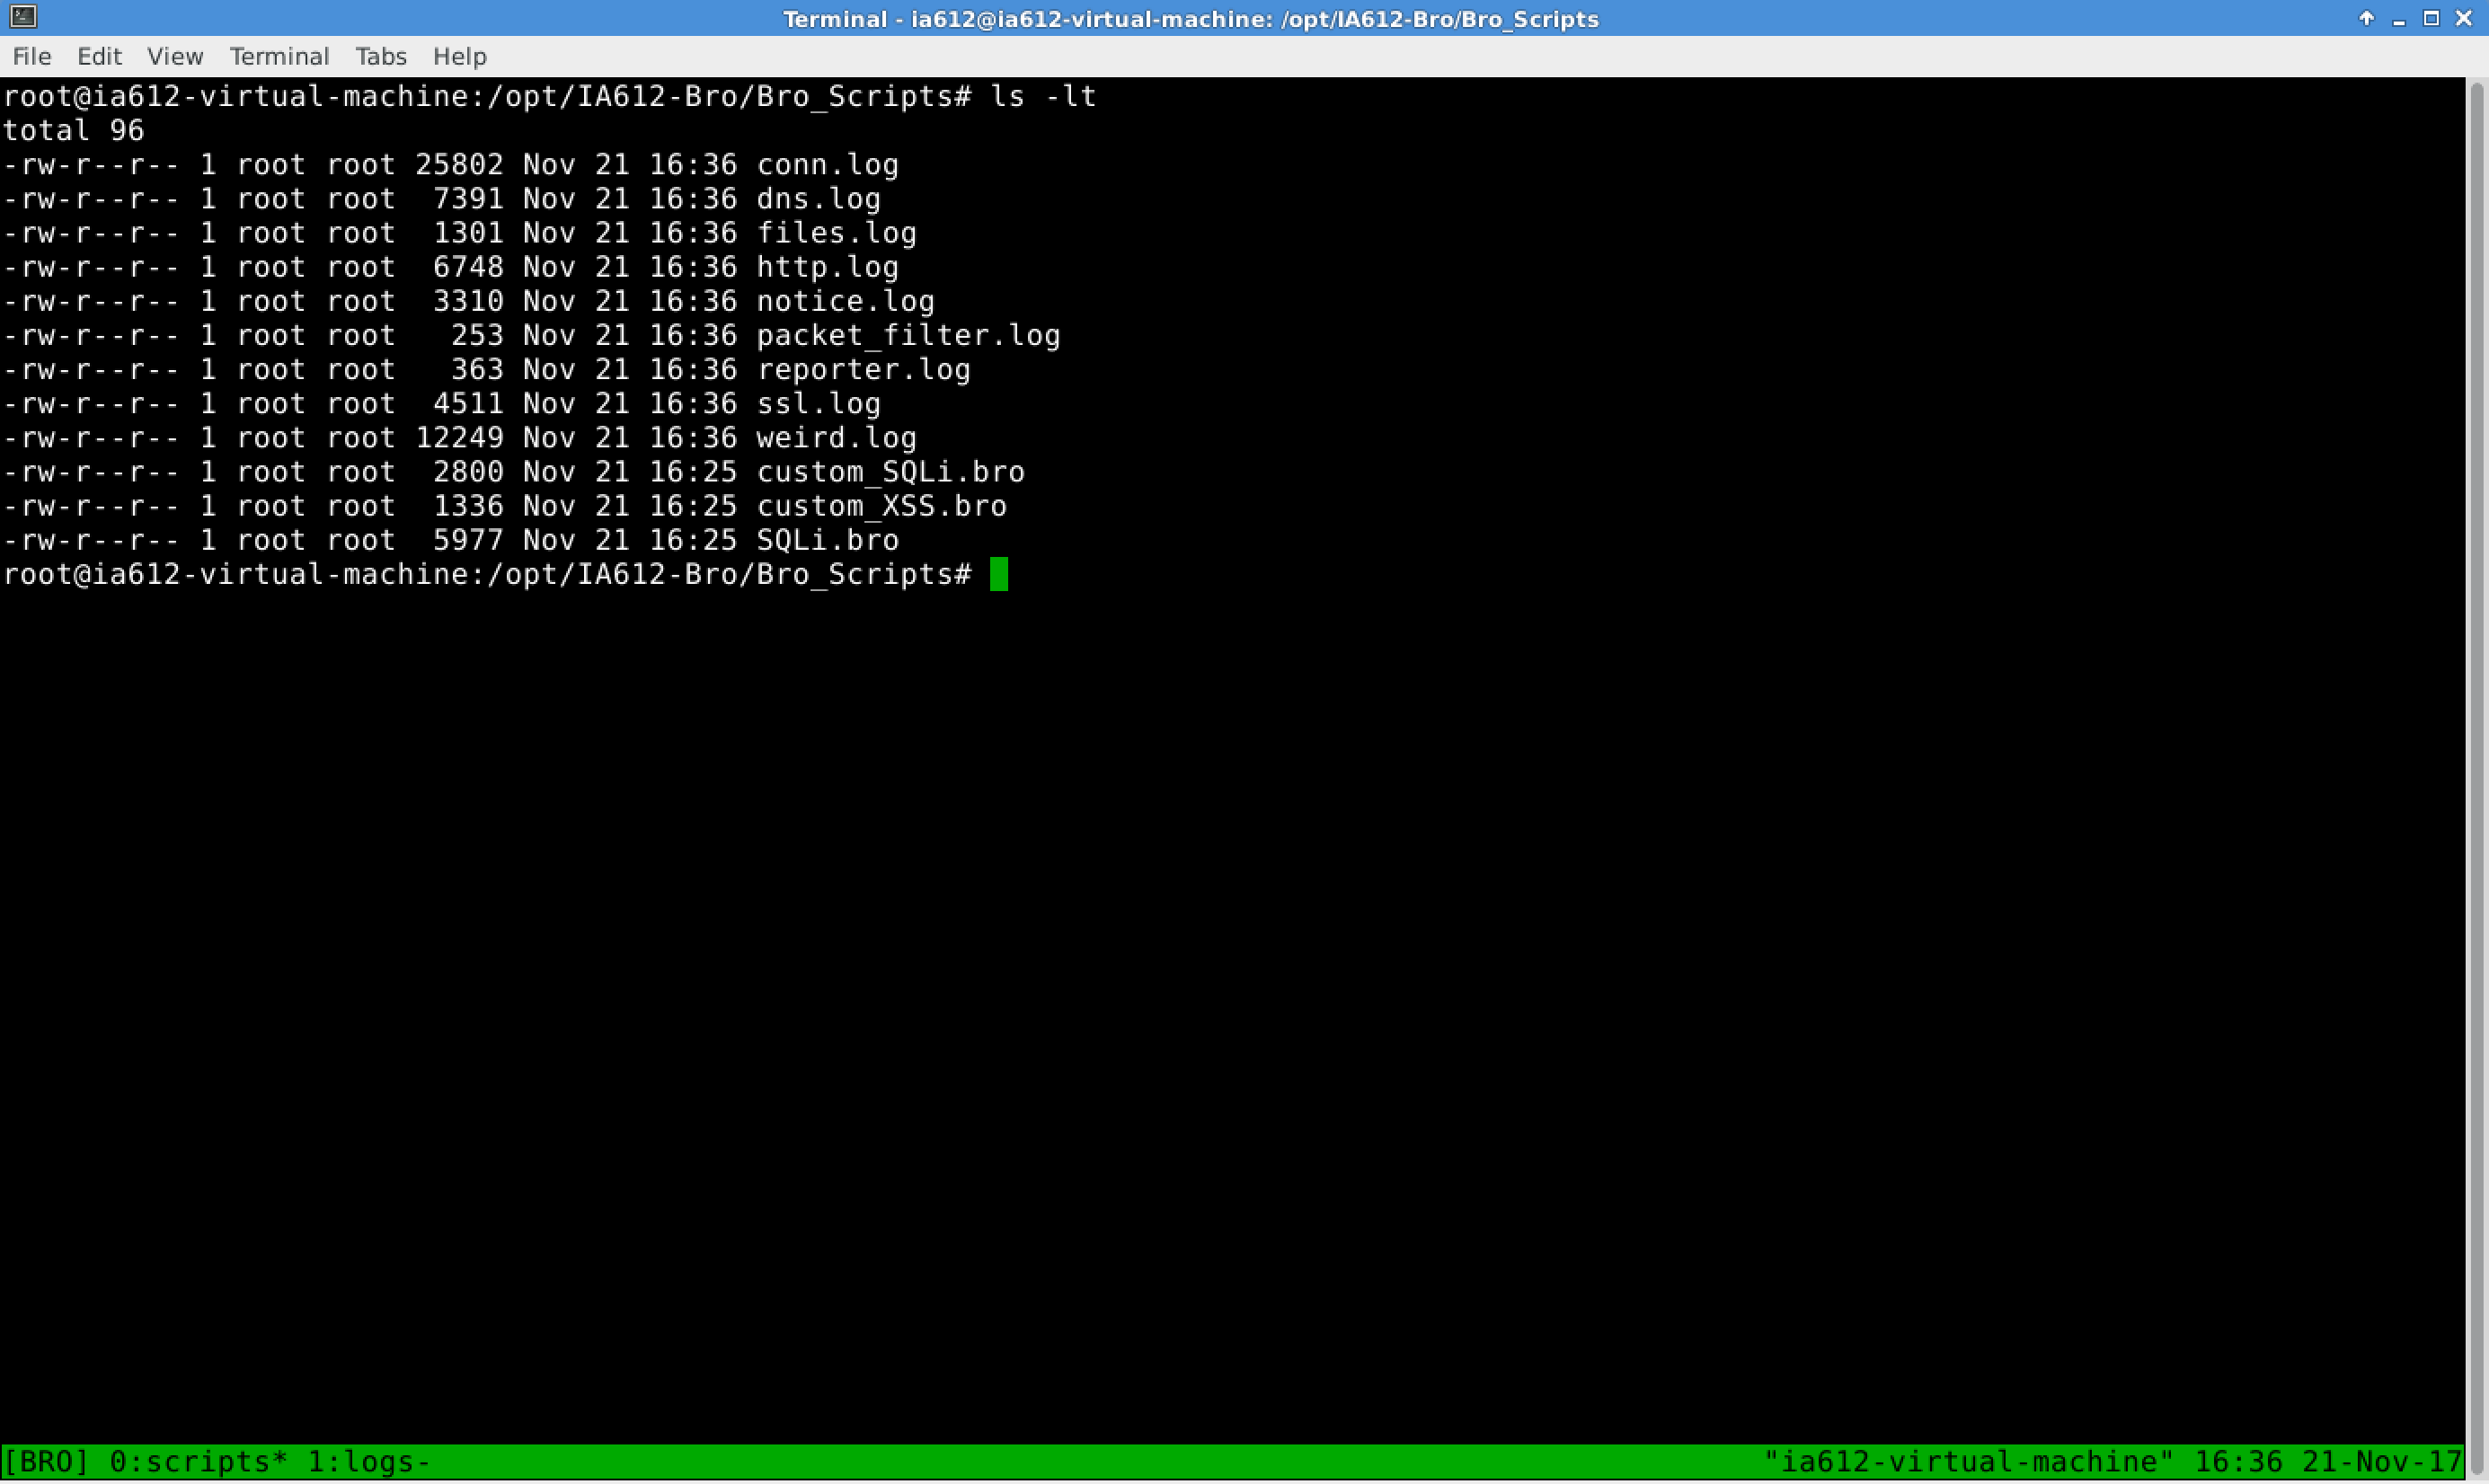 Terminal - ia612@ia612-virtual-machine: /opt/IA612-Bro/Bro_Scripts
File Edit View Terminal Tabs Help
root@ia612-virtual-machine:/opt/IA612-Bro/Bro_Scripts# ls -lt
total 96
-rw-r--r-- 1 root root 25802 Nov 21 16:36 conn.log
-rw-r--r-- 1 root root  7391 Nov 21 16:36 dns.log
-rw-r--r-- 1 root root  1301 Nov 21 16:36 files.log
-rw-r--r-- 1 root root  6748 Nov 21 16:36 http.log
-rw-r--r-- 1 root root  3310 Nov 21 16:36 notice.log
-rw-r--r-- 1 root root   253 Nov 21 16:36 packet_filter.log
-rw-r--r-- 1 root root   363 Nov 21 16:36 reporter.log
-rw-r--r-- 1 root root  4511 Nov 21 16:36 ssl.log
-rw-r--r-- 1 root root 12249 Nov 21 16:36 weird.log
-rw-r--r-- 1 root root  2800 Nov 21 16:25 custom_SQLi.bro
-rw-r--r-- 1 root root  1336 Nov 21 16:25 custom_XSS.bro
-rw-r--r-- 1 root root  5977 Nov 21 16:25 SQLi.bro
root@ia612-virtual-machine:/opt/IA612-Bro/Bro_Scripts#
[BRO] 0:scripts* 1:logs- "ia612-virtual-machine" 16:36 21-Nov-17